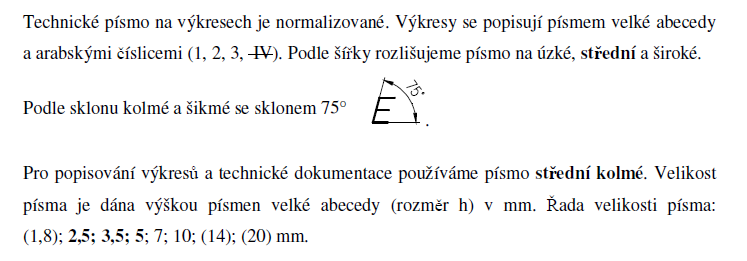 Technické písmo na výkresech je normalizované. Výkresy se popisují písmem velké abecedy
a arabskými číslicemi (1, 2, 3, IV). Podle šířky rozlišujeme písmo na úzké, střední a široké.
Podle sklonu kolmé a šikmé se sklonem 75° E 75° .
Pro popisování výkresů a technické dokumentace používáme písmo střední kolmé. Velikost
písma je dána výškou písmen velké abecedy (rozměr h) v mm. Řada velikosti písma:
(1,8); 2,5; 3,5; 5; 7; 10; (14); (20) mm.